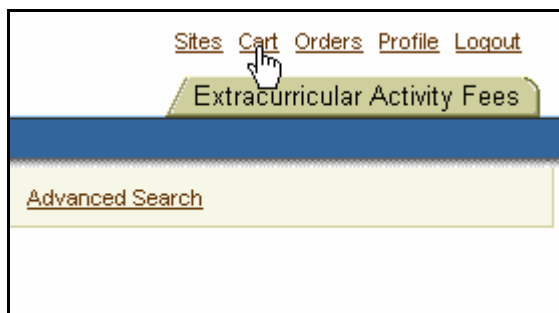 Sites Cart Orders Profile Logout
Extracurricular Activity Fees
Advanced Search